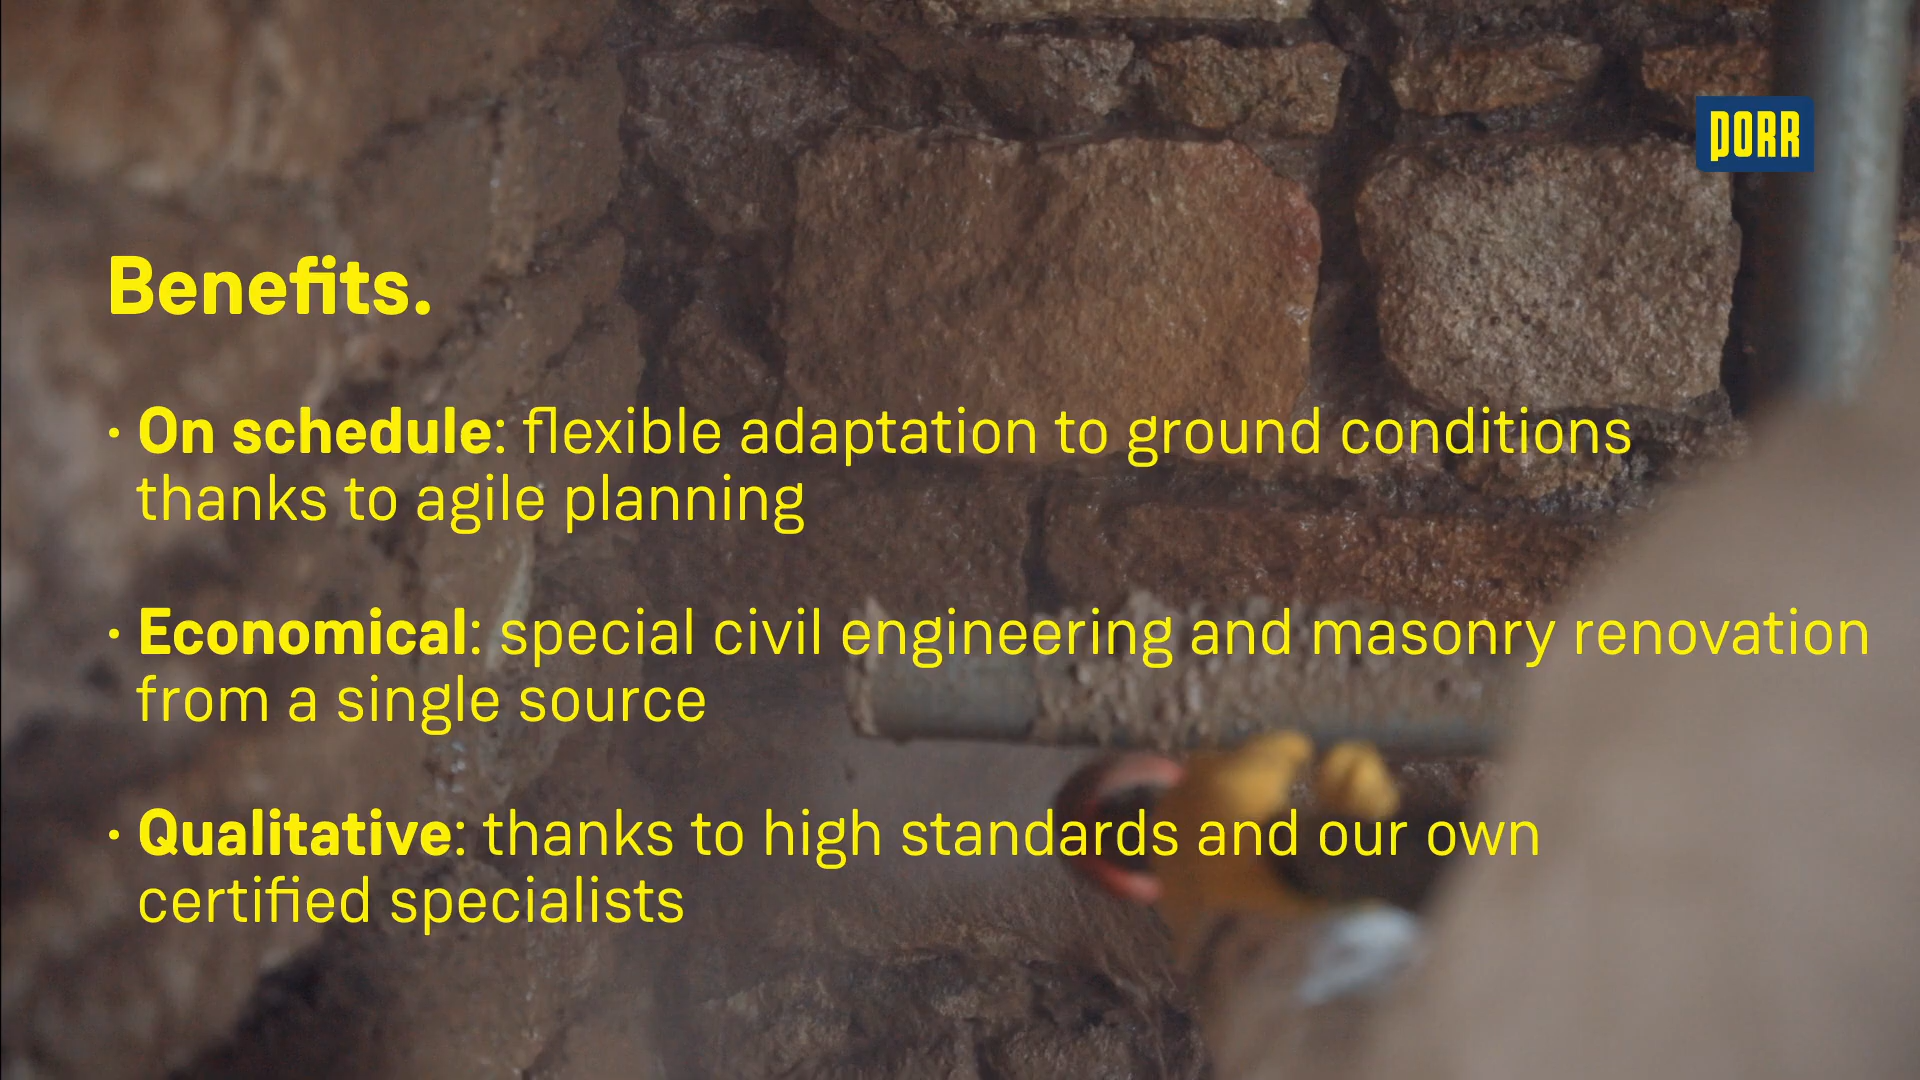 PORR
Benefits.
· On schedule: flexible adaptation to ground conditions
thanks to agile planning
· Economical: special civil engineering and masonry renovation
from a single source
· Qualitative: thanks to high standards and our own
certified specialists